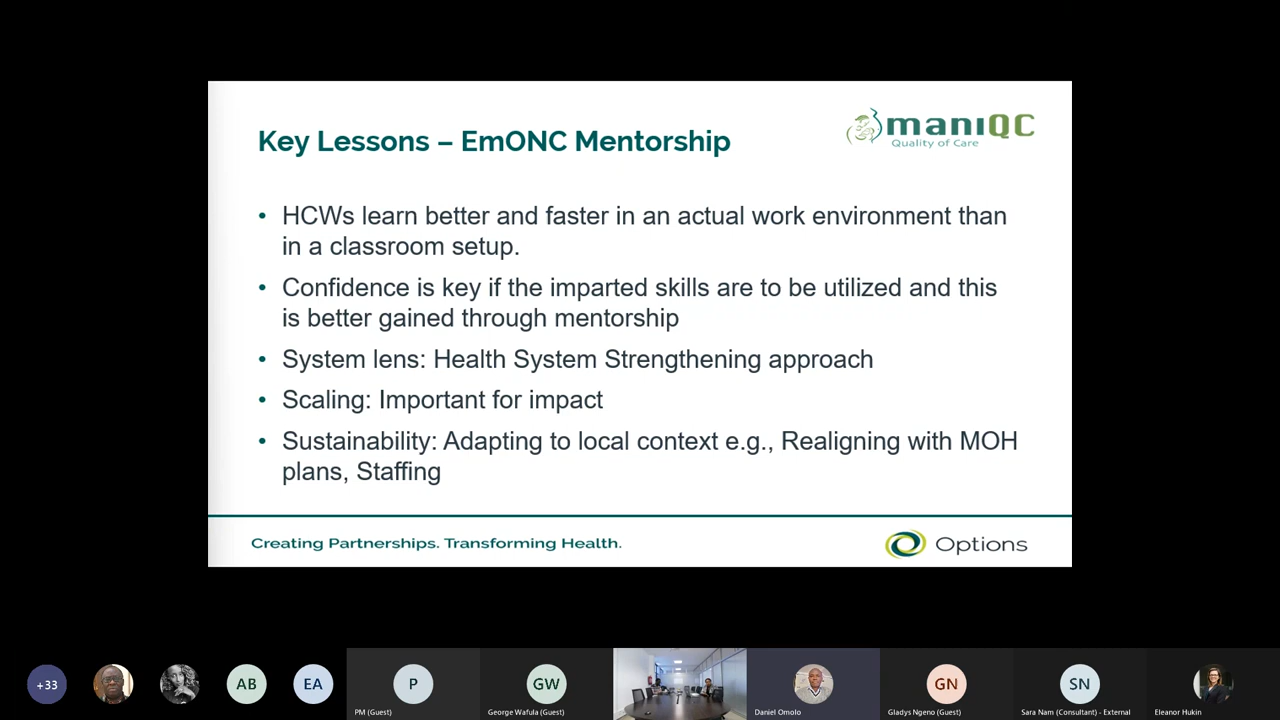 Key Lessons – EmONC Mentorship
maniQC
Quality of Care
• HCWs learn better and faster in an actual work environment than
in a classroom setup.
• Confidence is key if the imparted skills are to be utilized and this
is better gained through mentorship
• System lens: Health System Strengthening approach
• Scaling: Important for impact
• Sustainability: Adapting to local context e.g., Realigning with MOH
plans, Staffing
Creating Partnerships. Transforming Health.
Options
+33
AB
EA
P
PM (Guest)
GW
George Wafula (Guest)
Daniel Omolo
GN
Gladys Ngeno (Guest)
SN
Sara Nam (Consultant) - External
Eleanor Hukin